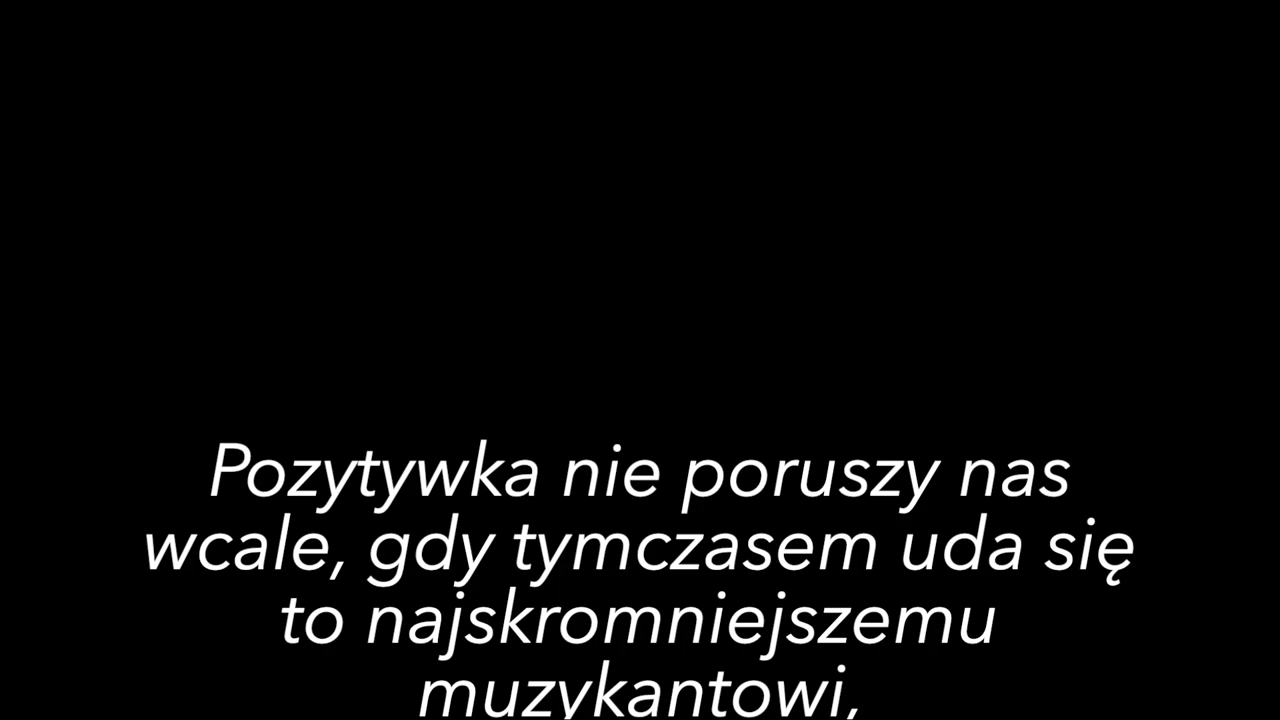 Pozytywka nie poruszy nas
wcale, gdy tymczasem uda się
to najskromniejszemu
muzykantowi,